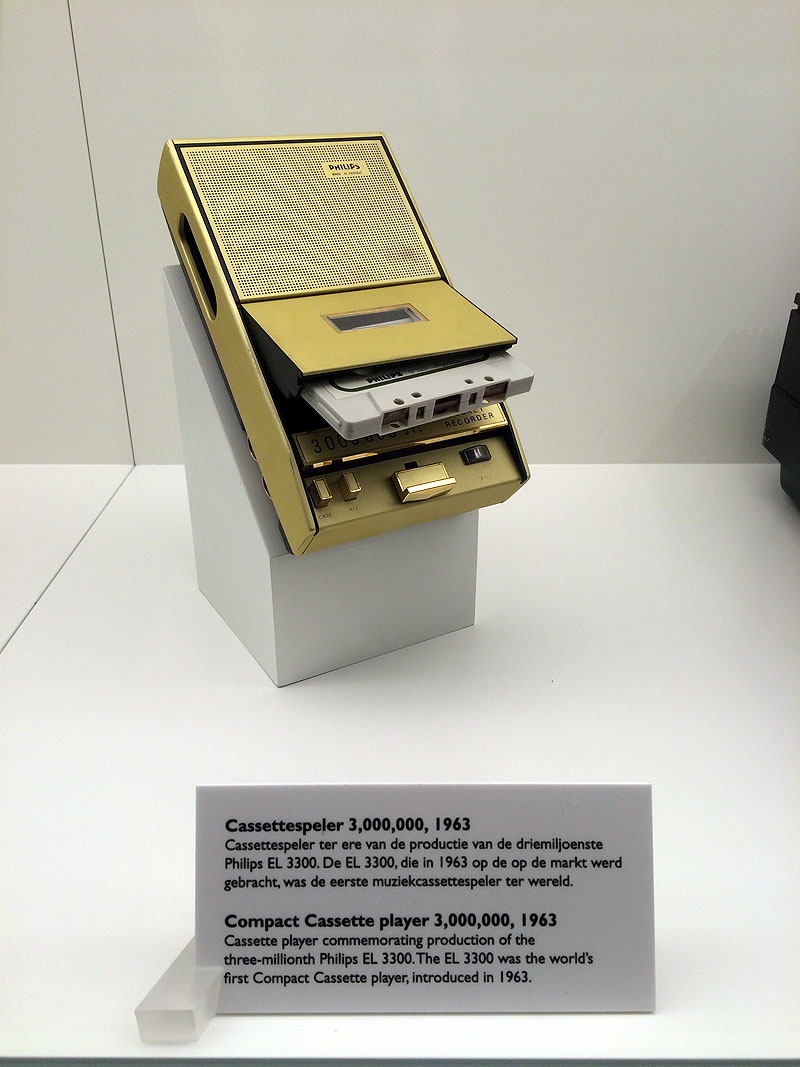 PHILIPS
PHILIPS
RECORDER
CASS. REC.
Cassettespeler 3,000,000, 1963
Cassettespeler ter ere van de productie van de driemiljoenste
Philips EL 3300. De EL 3300, die in 1963 op de op de markt werd
gebracht, was de eerste muziekcassettespeler ter wereld.
Compact Cassette player 3,000,000, 1963
Cassette player commemorating production of the
three-millionth Philips EL 3300. The EL 3300 was the world's
first Compact Cassette player, introduced in 1963.